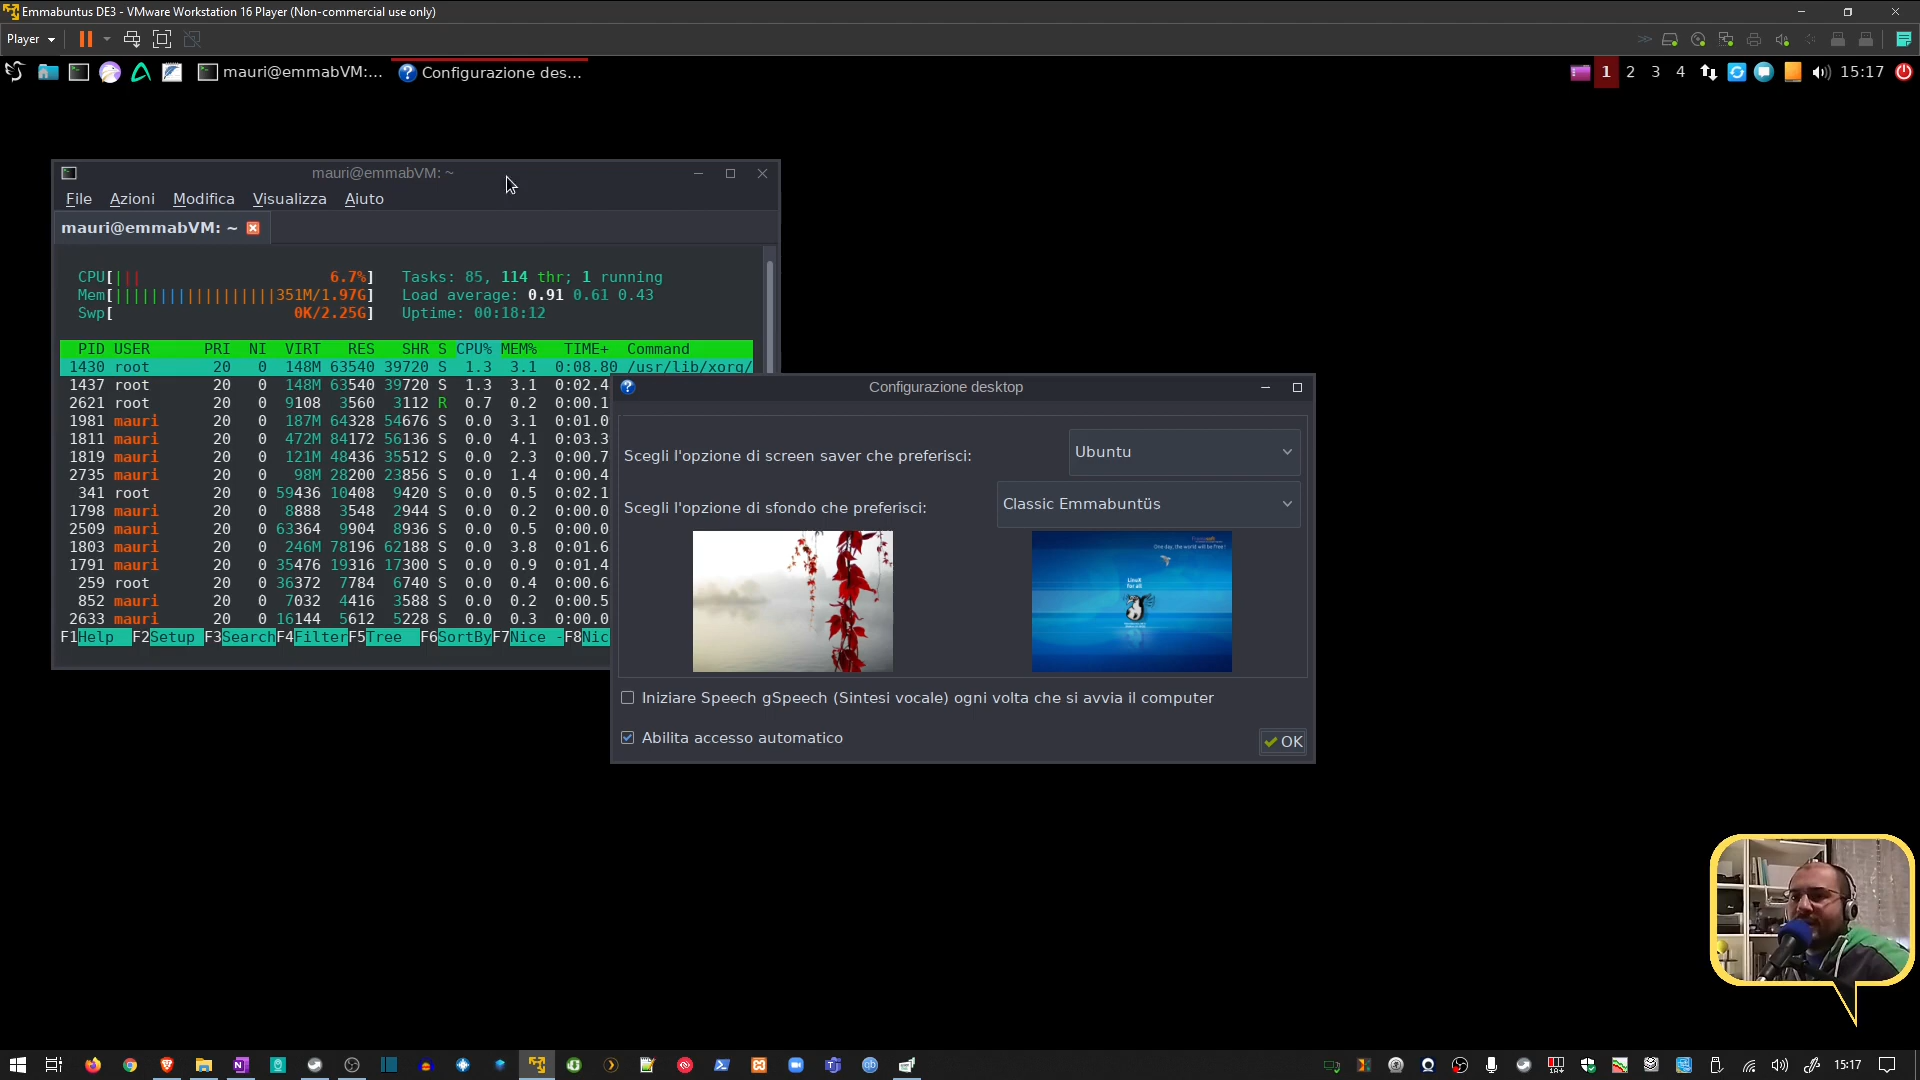 Emmabuntus DE3 - VMware Workstation 16 Player (Non-commercial use only)
Player
mauri@emmabVM:...
Configurazione des...
1 2 3 4
15:17
mauri@emmabVM: ~
File Azioni Modifica Visualizza Aiuto
mauri@emmabVM: ~
CPU[||| 6.7%] Tasks: 85, 114 thr; 1 running
Mem[||||||||||||||||||351M/1.97G] Load average: 0.91 0.61 0.43
Swp[ 0K/2.25G] Uptime: 00:18:12
PID USER PRI NI VIRT RES SHR S CPU% MEM% TIME+ Command
1430 root 20 0 148M 63540 39720 S 1.3 3.1 0:08.80 /usr/lib/xorg/
1437 root 20 0 148M 63540 39720 S 1.3 3.1 0:02.4
2621 root 20 0 9108 3560 3112 R 0.7 0.2 0:00.1
1981 mauri 20 0 187M 64328 54676 S 0.0 3.1 0:01.0
1811 mauri 20 0 472M 84172 56136 S 0.0 4.1 0:03.3
1819 mauri 20 0 121M 48436 35512 S 0.0 2.3 0:00.7
2735 mauri 20 0 98M 28200 23856 S 0.0 1.4 0:00.4
341 root 20 0 59436 10408 9420 S 0.0 0.5 0:02.1
1798 mauri 20 0 8888 3548 2944 S 0.0 0.2 0:00.0
2509 mauri 20 0 63364 9904 8936 S 0.0 0.5 0:00.0
1803 mauri 20 0 246M 78196 62188 S 0.0 3.8 0:01.6
1791 mauri 20 0 35476 19316 17300 S 0.0 0.9 0:01.4
259 root 20 0 36372 7784 6740 S 0.0 0.4 0:00.6
852 mauri 20 0 7032 4416 3588 S 0.0 0.2 0:00.5
2633 mauri 20 0 16144 5612 5228 S 0.0 0.3 0:00.0
F1Help F2Setup F3SearchF4FilterF5Tree F6SortByF7Nice -F8Nic
Configurazione desktop
Scegli l'opzione di screen saver che preferisci:
Ubuntu
Scegli l'opzione di sfondo che preferisci:
Classic Emmabuntüs
One day, the world will be free !
Linux
for all
Iniziare Speech gSpeech (Sintesi vocale) ogni volta che si avvia il computer
Abilita accesso automatico
OK
15:17